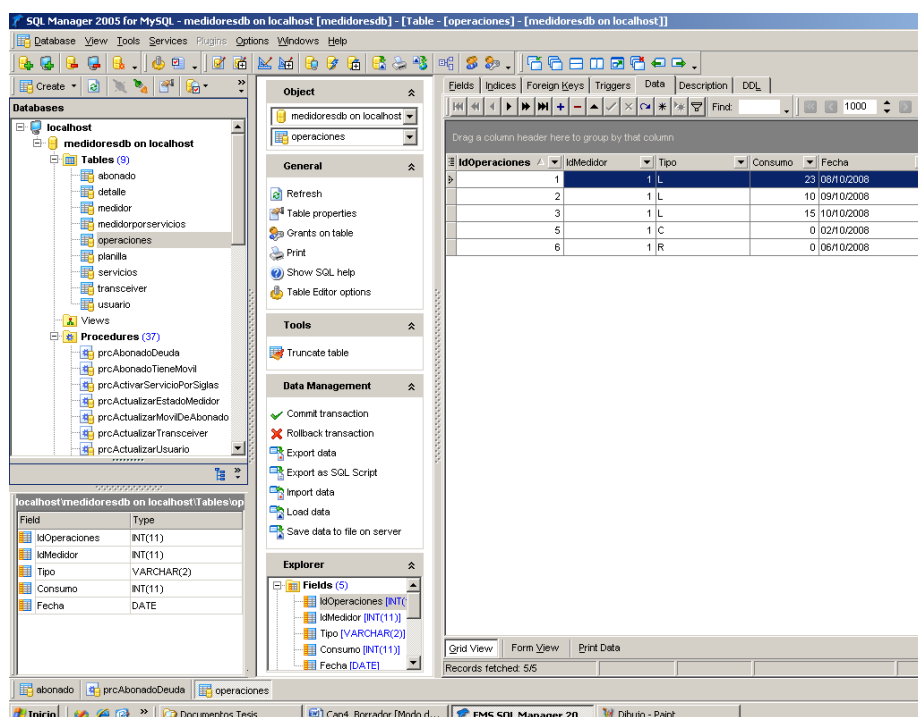 SQL Manager 2005 for MySQL - medidoresdb on localhost [medidoresdb] - [Table - [operaciones] - [medidoresdb on localhost]]
Database View Tools Services Plugins Options Windows Help
Create
Databases
localhost
medidoresdb on localhost
Tables (9)
abonado
detalle
medidor
medidorporservicios
operaciones
planilla
servicios
transceiver
usuario
Views
Procedures (37)
prcAbonadoDeuda
prcAbonadoTieneMovil
prcActivarServicioPorSiglas
prcActualizarEstadoMedidor
prcActualizarMovilDeAbonado
prcActualizarTransceiver
prcActualizarUsuario
localhost\medidoresdb on localhost\Tables\op
Field Type
IdOperaciones INT(11)
IdMedidor INT(11)
Tipo VARCHAR(2)
Consumo INT(11)
Fecha DATE
Object
medidoresdb on localhost
operaciones
General
Refresh
Table properties
Grants on table
Print
Show SQL help
Table Editor options
Tools
Truncate table
Data Management
Commit transaction
Rollback transaction
Export data
Export as SQL Script
Import data
Load data
Save data to file on server
Explorer
Fields (5)
IdOperaciones [INT(
IdMedidor [INT(11)]
Tipo [VARCHAR(2)]
Consumo [INT(11)]
Fecha [DATE]
Fields Indices Foreign Keys Triggers Data Description DDL
Find: 1000
Drag a column header here to group by that column
IdOperaciones IdMedidor Tipo Consumo Fecha
1 1 L 23 08/10/2008
2 1 L 10 09/10/2008
3 1 L 15 10/10/2008
5 1 C 0 02/10/2008
6 1 R 0 06/10/2008
Grid View Form View Print Data
Records fetched: 5/5
abonado prcAbonadoDeuda operaciones
Inicio Documentos Tesis Cap4_Borrador [Modo d... EMS SQL Manager 20... Dibujo - Paint